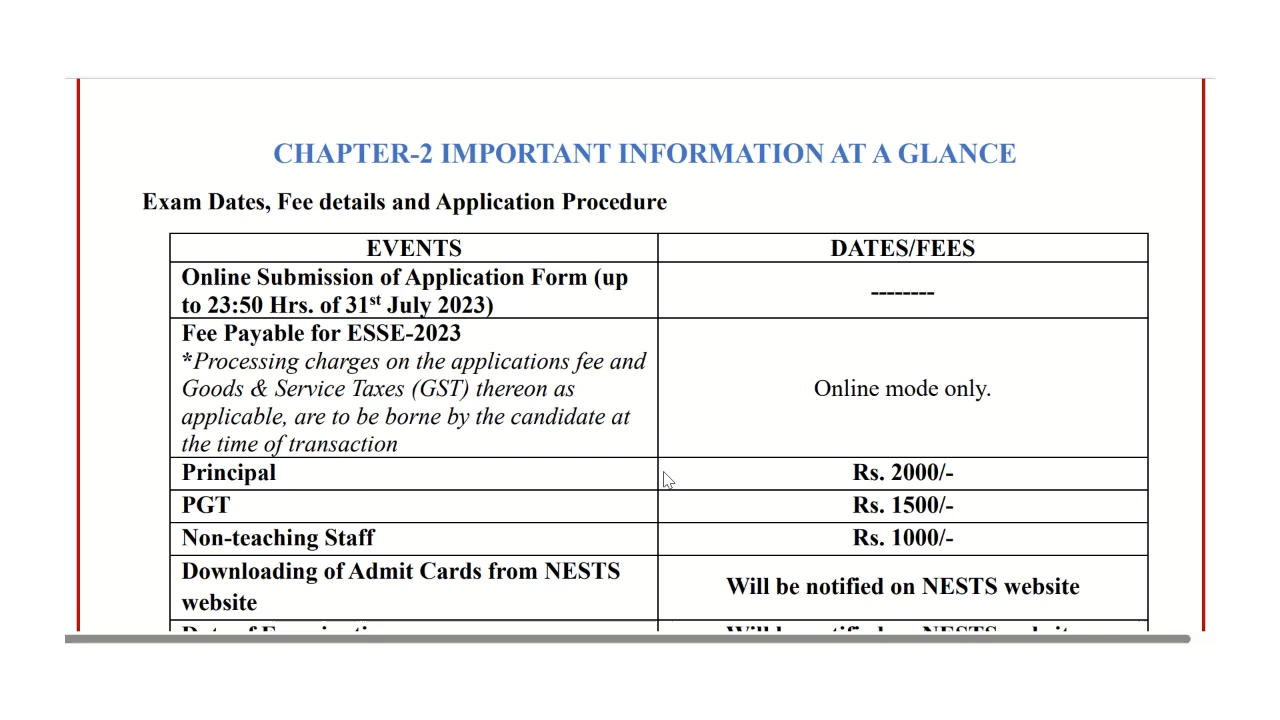 CHAPTER-2 IMPORTANT INFORMATION AT A GLANCE
Exam Dates, Fee details and Application Procedure
EVENTS
DATES/FEES
Online Submission of Application Form (up
to 23:50 Hrs. of 31st July 2023)
--------
Fee Payable for ESSE-2023
*Processing charges on the applications fee and
Goods & Service Taxes (GST) thereon as
applicable, are to be borne by the candidate at
the time of transaction
Online mode only.
Principal
Rs. 2000/-
PGT
Rs. 1500/-
Non-teaching Staff
Rs. 1000/-
Downloading of Admit Cards from NESTS
website
Will be notified on NESTS website